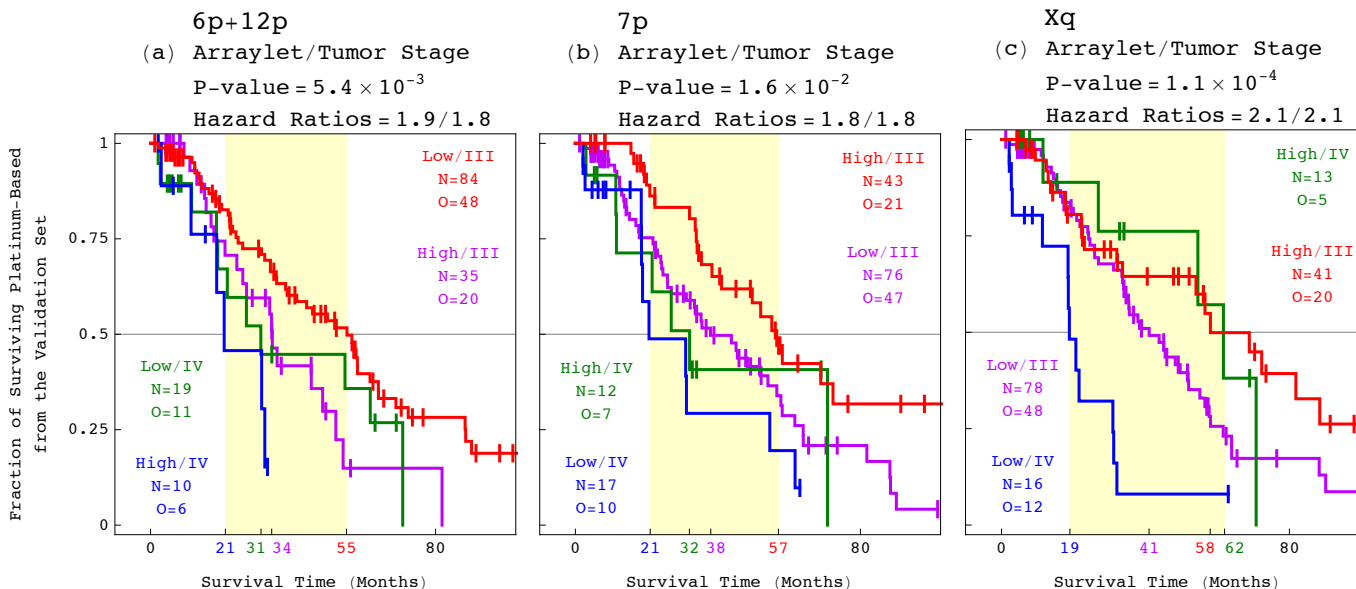 6p+12p
(a) Arraylet/Tumor Stage
P-value = 5.4 × 10⁻³
Hazard Ratios = 1.9/1.8
Fraction of Surviving Platinum-Based
from the Validation Set
1
0.75
0.5
0.25
0
Low/III
N=84
O=48
High/III
N=35
O=20
Low/IV
N=19
O=11
High/IV
N=10
O=6
0 21 31 34 55 80
Survival Time (Months)
7p
(b) Arraylet/Tumor Stage
P-value = 1.6 × 10⁻²
Hazard Ratios = 1.8/1.8
High/III
N=43
O=21
Low/III
N=76
O=47
High/IV
N=12
O=7
Low/IV
N=17
O=10
0 21 32 38 57 80
Survival Time (Months)
Xq
(c) Arraylet/Tumor Stage
P-value = 1.1 × 10⁻⁴
Hazard Ratios = 2.1/2.1
High/IV
N=13
O=5
High/III
N=41
O=20
Low/III
N=78
O=48
Low/IV
N=16
O=12
0 19 41 58 62 80
Survival Time (Months)